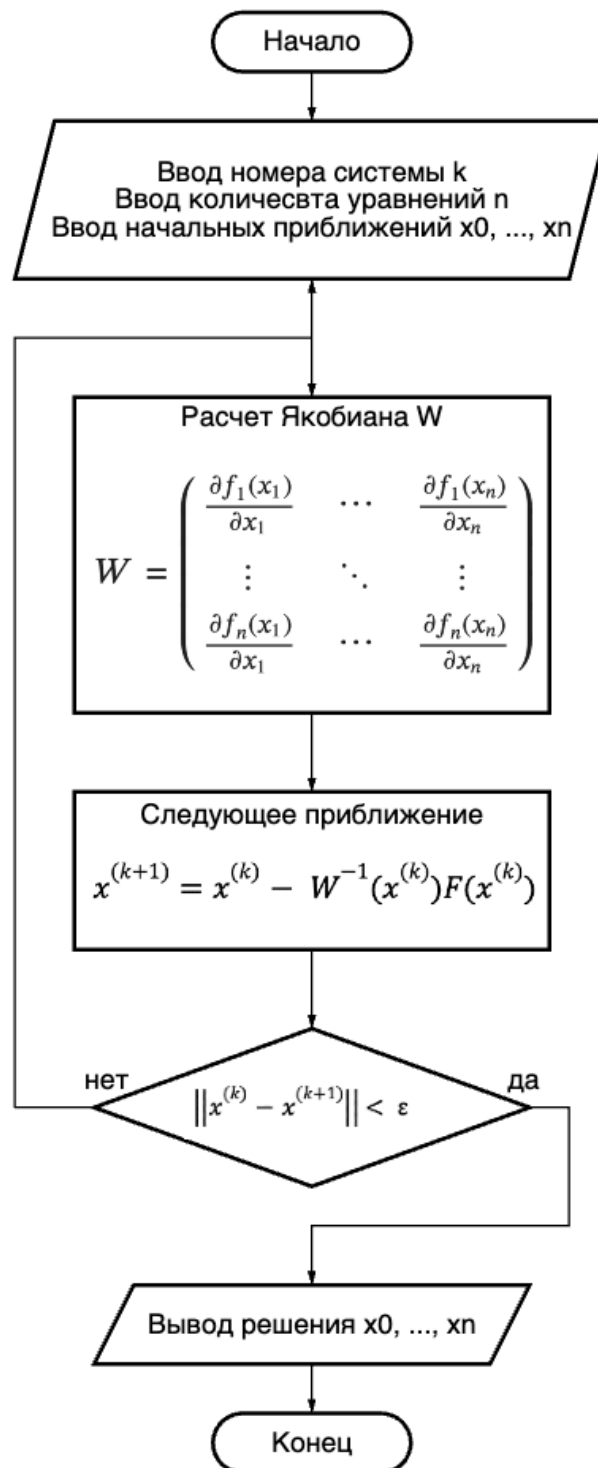 Начало
Ввод номера системы k
Ввод количесвта уравнений n
Ввод начальных приближений x0, ..., xn
Расчет Якобиана W
W = ( ∂f₁(x₁)/∂x₁ ⋯ ∂f₁(xₙ)/∂xₙ
⋮ ⋱ ⋮
∂fₙ(x₁)/∂x₁ ⋯ ∂fₙ(xₙ)/∂xₙ )
Следующее приближение
x^(k+1) = x^(k) − W⁻¹(x^(k))F(x^(k))
нет
||x^(k) − x^(k+1)|| < ε
да
Вывод решения x0, ..., xn
Конец